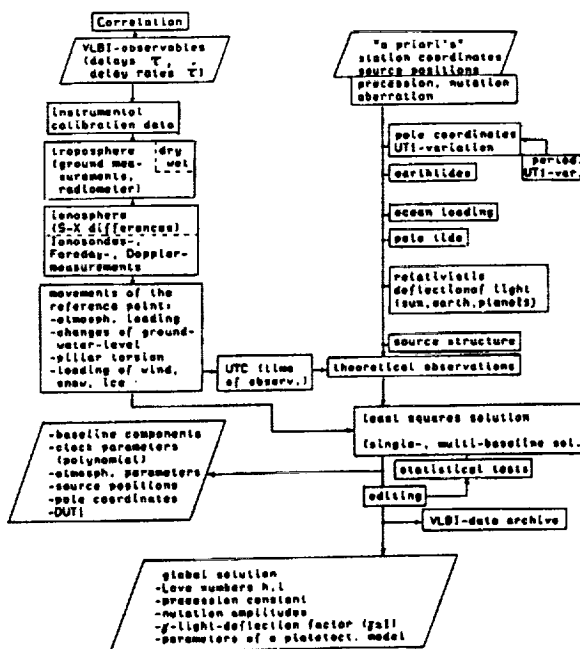 Correlation
VLBI-observables
(delays τ,
delay rates τ̇)
instrumental
calibration data
troposphere
(ground mea-
suraments,
radiometer)
dry
wet
ionosphere
(S-X differences)
Ionosondes-,
Faraday-, Doppler-
measurements
movements of the
reference point:
-atmosph. loading
-changes of ground-
water-level
-pillar torsion
-loading of wind,
snow, ice
UTC (time
of observ.)
"a priori's"
station coordinates
source positions
precession, nutation
aberration
pole coordinates
UT1-variation
period.
UT1-var.
earthtides
ocean loading
pole tide
relativistic
deflectional light
(sun, earth, planets)
source structure
theoretical observations
least squares solution
(single-, multi-baseline sol.
statistical tests
editing
VLBI-data archive
-baseline components
-clock parameters
(polynomial)
-atmosph. parameters
-source positions
-pole coordinates
-DUT1
global solution
-Love numbers h,l
-precession constant
-nutation amplitudes
-γ-light-deflection factor (γ≡1)
-parameters of a platetect. model